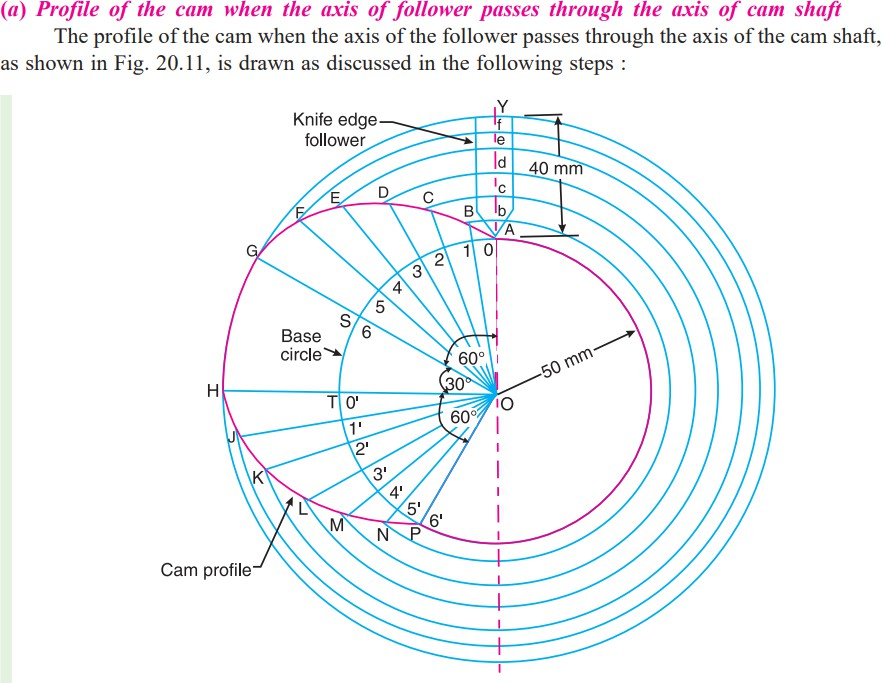 (a) Profile of the cam when the axis of follower passes through the axis of cam shaft
The profile of the cam when the axis of the follower passes through the axis of the cam shaft,
as shown in Fig. 20.11, is drawn as discussed in the following steps :
Y
Knife edge
follower
f
e
d
c
b
40 mm
A
B
C
D
E
F
G
0
1
2
3
4
5
6
S
Base
circle
60°
30°
60°
50 mm
O
H
T 0'
J
1'
2'
K
3'
4'
L
5'
M
6'
N
P
Cam profile